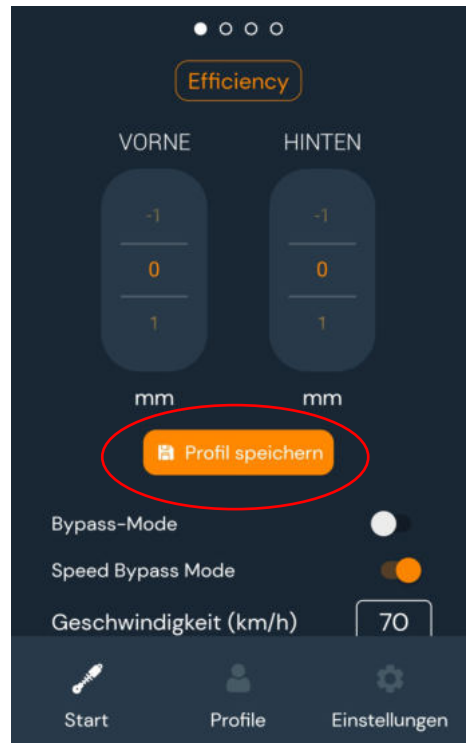 Efficiency
VORNE HINTEN
-1 -1
0 0
1 1
mm mm
Profil speichern
Bypass-Mode
Speed Bypass Mode
Geschwindigkeit (km/h) 70
Start Profile Einstellungen